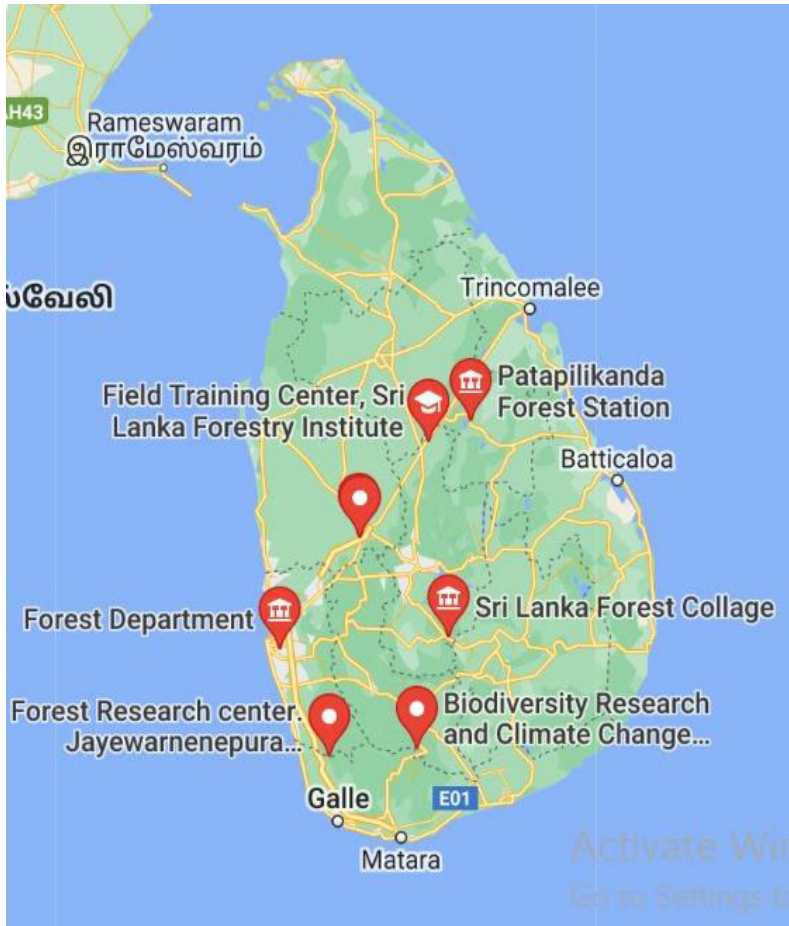 AH43
Rameswaram
இராமேஸ்வரம்
Trincomalee
Patapilikanda
Forest Station
Field Training Center, Sri
Lanka Forestry Institute
Batticaloa
Forest Department
Sri Lanka Forest Collage
Forest Research center.
Jayewarnenepura...
Biodiversity Research
and Climate Change...
Galle
E01
Matara
Activate Wi
Go to Settings t